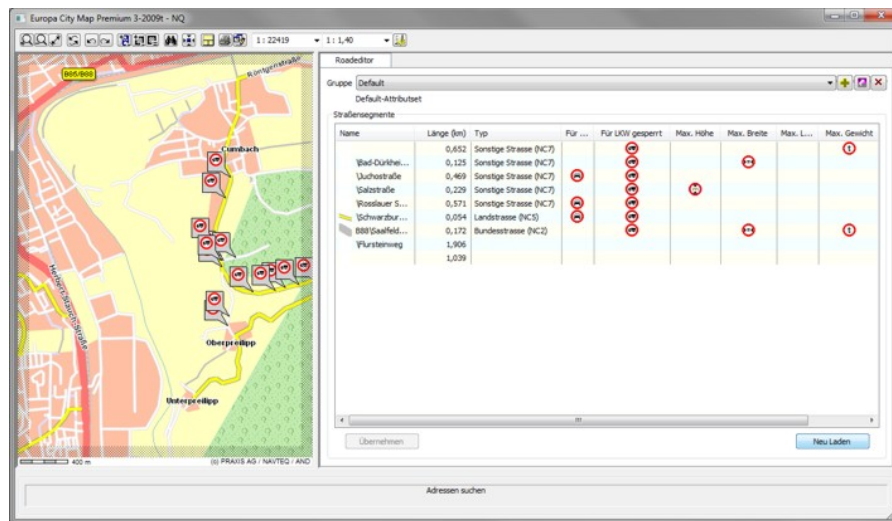 Europa City Map Premium 3-2009t - NQ
1 : 22419
1 : 1,40
Roadeditor
Gruppe Default
Default-Attributset
Straßensegmente
Name Länge (km) Typ Für ... Für LKW gesperrt Max. Höhe Max. Breite Max. L... Max. Gewicht
0,652 Sonstige Strasse (NC7)
\Bad-Dürkhei... 0,125 Sonstige Strasse (NC7)
\Juchostraße 0,469 Sonstige Strasse (NC7)
\Salzstraße 0,229 Sonstige Strasse (NC7)
\Rosslauer S... 0,571 Sonstige Strasse (NC7)
\Schwarzbur... 0,054 Landstrasse (NC5)
B88\Saalfeld... 0,172 Bundesstrasse (NC2)
\Flursteinweg 1,906
1,039
Übernehmen
Neu Laden
B85/B88
Röntgenstraße
Cumbach
Herbert-Stauch-Straße
Oberpreilipp
Unterpreilipp
400 m
(c) PRAXIS AG / NAVTEQ / AND
Adressen suchen